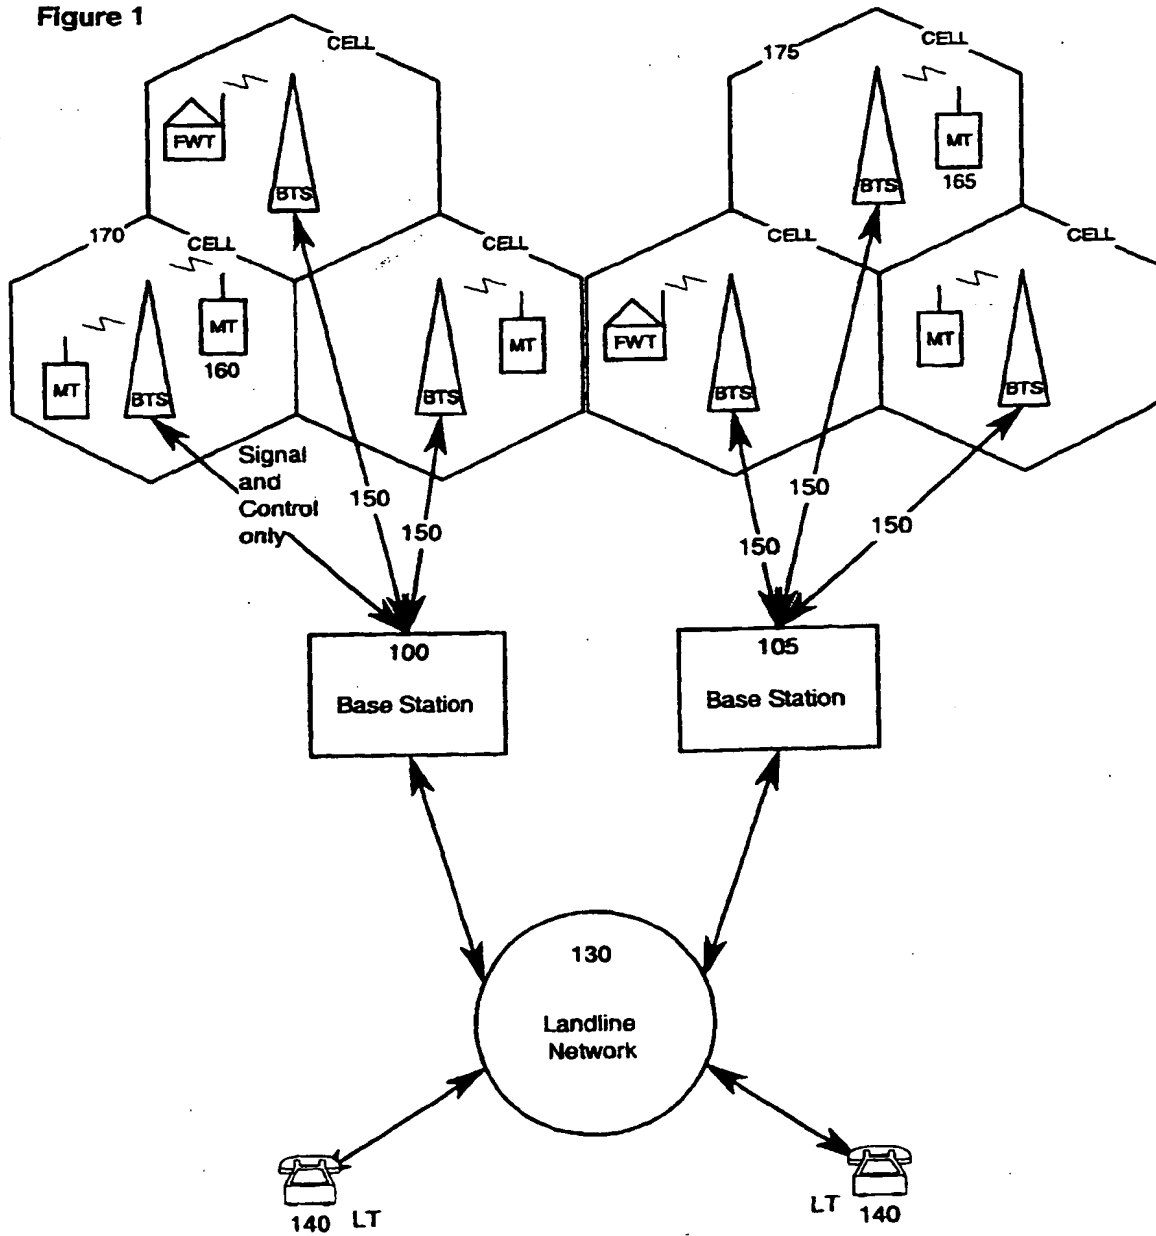 Figure 1
CELL
175
CELL
FWT
BTS
MT
165
BTS
170
CELL
CELL
CELL
CELL
MT
160
MT
BTS
MT
BTS
FWT
BTS
MT
BTS
Signal
and
Control
only
150
150
150
150
150
100
Base Station
105
Base Station
130
Landline
Network
140 LT
LT 140